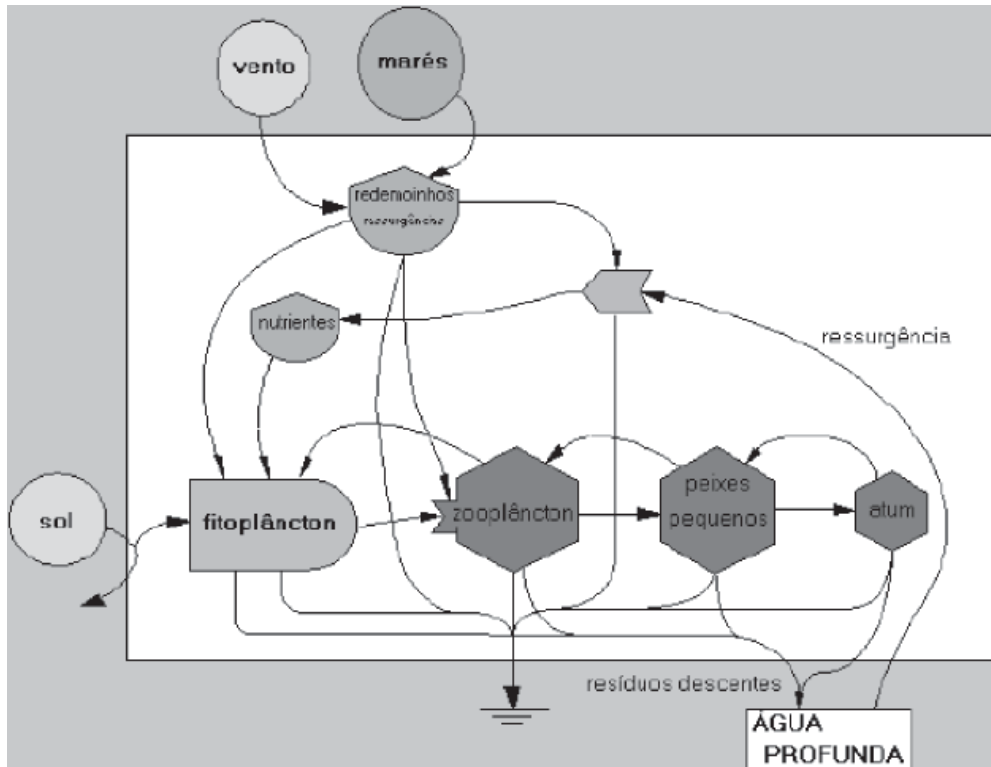 vento
marés
redemoinhos
ressurgência
nutrientes
ressurgência
sol
fitoplâncton
zooplâncton
peixes
pequenos
atum
resíduos descentes
ÁGUA
PROFUNDA